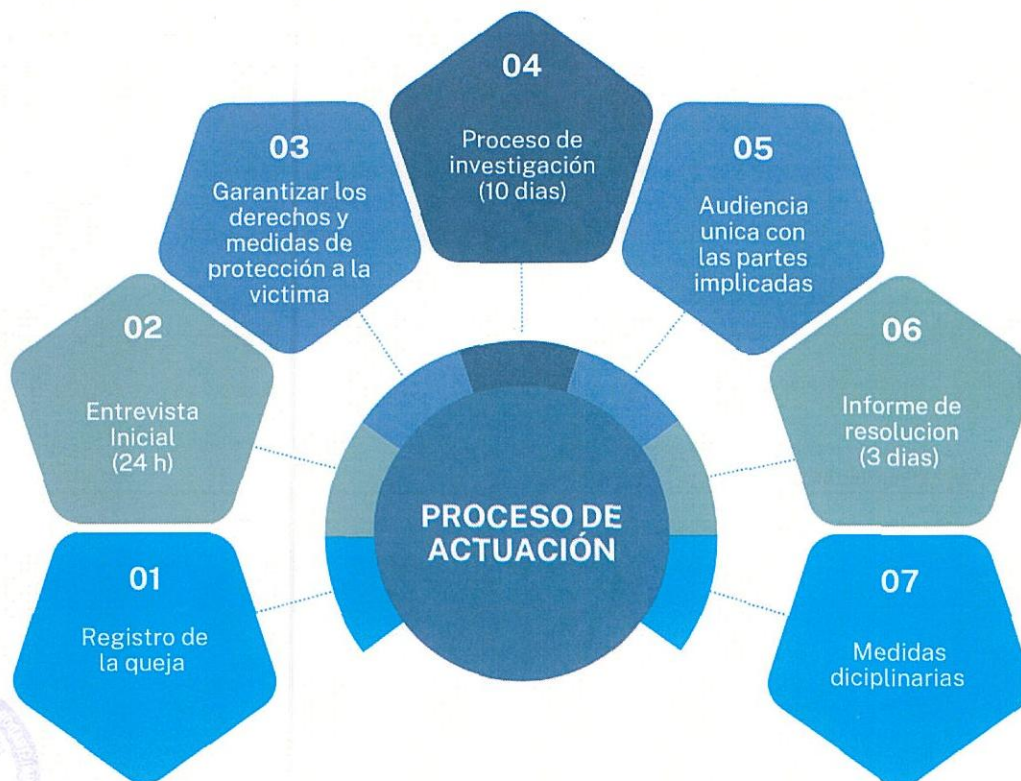 01
Registro de
la queja
02
Entrevista
Inicial
(24 h)
03
Garantizar los
derechos y
medidas de
protección a la
victima
04
Proceso de
investigación
(10 dias)
05
Audiencia
unica con
las partes
implicadas
06
Informe de
resolucion
(3 dias)
07
Medidas
diciplinarias
PROCESO DE
ACTUACIÓN